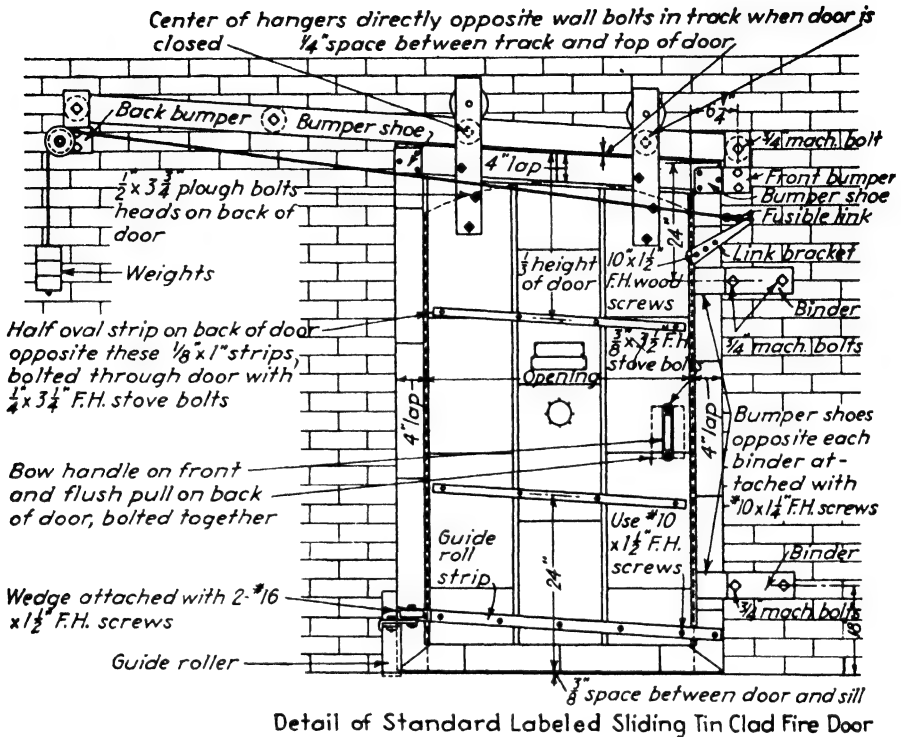 Center of hangers directly opposite wall bolts in track when door is
closed
1/4" space between track and top of door
6 1/4"
Back bumper
Bumper shoe
4" lap
3/4" mach. bolt
Front bumper
Bumper shoe
Fusible link
1/2" x 3 3/4" plough bolts
heads on back of
door
24"
Link bracket
Weights
1/3 height
of door
10" x 1 1/2"
F.H. wood
screws
Binder
3/4" mach. bolts
Half oval strip on back of door
opposite these 1/8" x 1" strips,
bolted through door with
1/4" x 3 1/4" F.H. stove bolts
3/8" x 3 1/2" F.H.
stove bolts
Opening
4" lap
4" lap
Bumper shoes
opposite each
binder at-
tached with
#10 x 1 1/4" F.H. screws
Bow handle on front
and flush pull on back
of door, bolted together
Guide
roll
strip
24"
Use #10
x 1 1/2" F.H.
screws
Binder
Wedge attached with 2-#16
x 1 1/2" F.H. screws
3/4" mach. bolts
18"
Guide roller
3/8" space between door and sill
Detail of Standard Labeled Sliding Tin Clad Fire Door